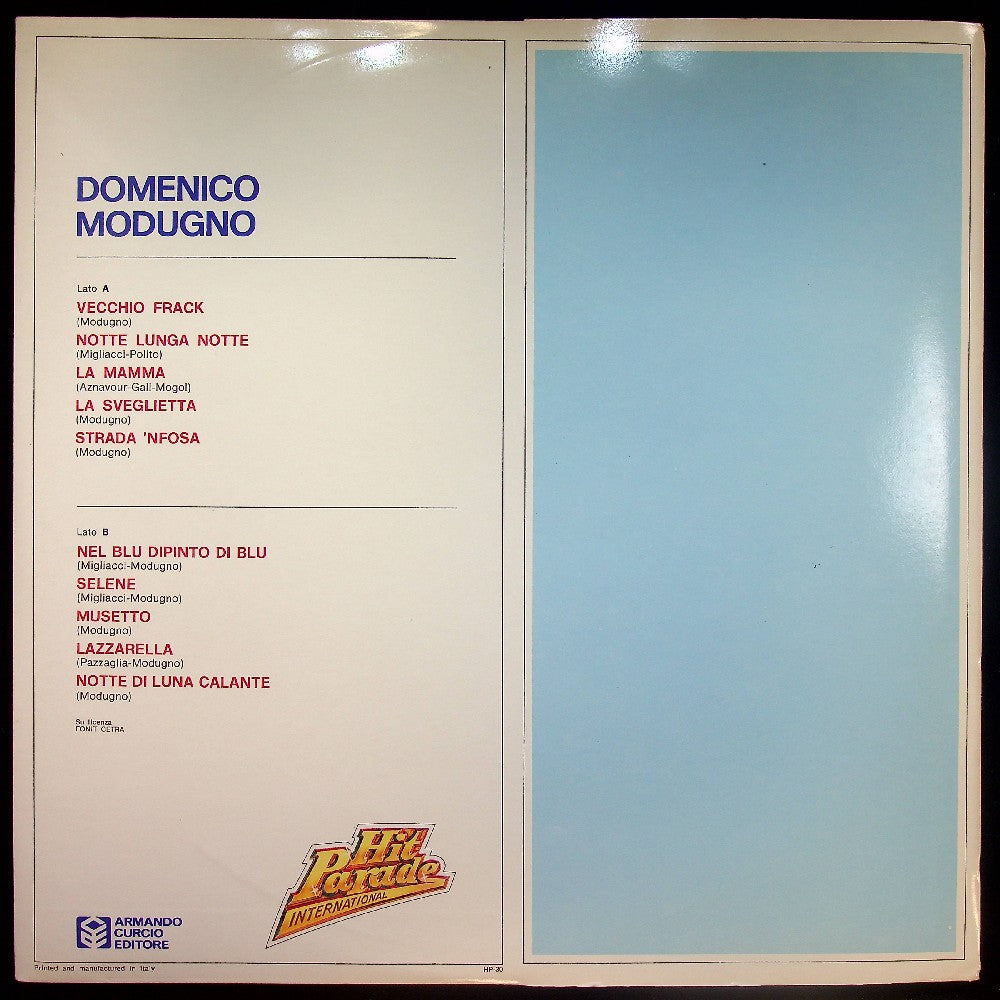 DOMENICO
MODUGNO
Lato A
VECCHIO FRACK
(Modugno)
NOTTE LUNGA NOTTE
(Migliacci-Polito)
LA MAMMA
(Aznavour-Gall-Mogol)
LA SVEGLIETTA
(Modugno)
STRADA 'NFOSA
(Modugno)
Lato B
NEL BLU DIPINTO DI BLU
(Migliacci-Modugno)
SELENE
(Migliacci-Modugno)
MUSETTO
(Modugno)
LAZZARELLA
(Pazzaglia-Modugno)
NOTTE DI LUNA CALANTE
(Modugno)
Su licenza
FONIT CETRA
Hit
Parade
INTERNATIONAL
ARMANDO
CURCIO
EDITORE
Printed and manufactured in Italy
HP-30